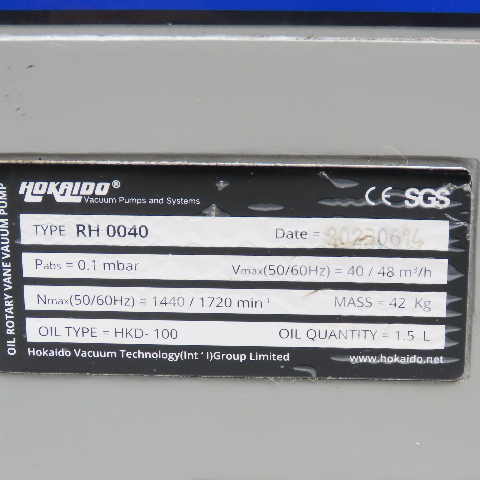 HOKAIDO®
Vacuum Pumps and Systems
CE SGS
OIL ROTARY VANE VAUUM PUMP
TYPE RH 0040 Date = 20230614
Pabs = 0.1 mbar Vmax(50/60Hz) = 40 / 48 m³/h
Nmax(50/60Hz) = 1440 / 1720 min⁻¹ MASS = 42 Kg
OIL TYPE = HKD- 100 OIL QUANTITY = 1.5 L
Hokaido Vacuum Technology(Int'l)Group Limited www.hokaido.net